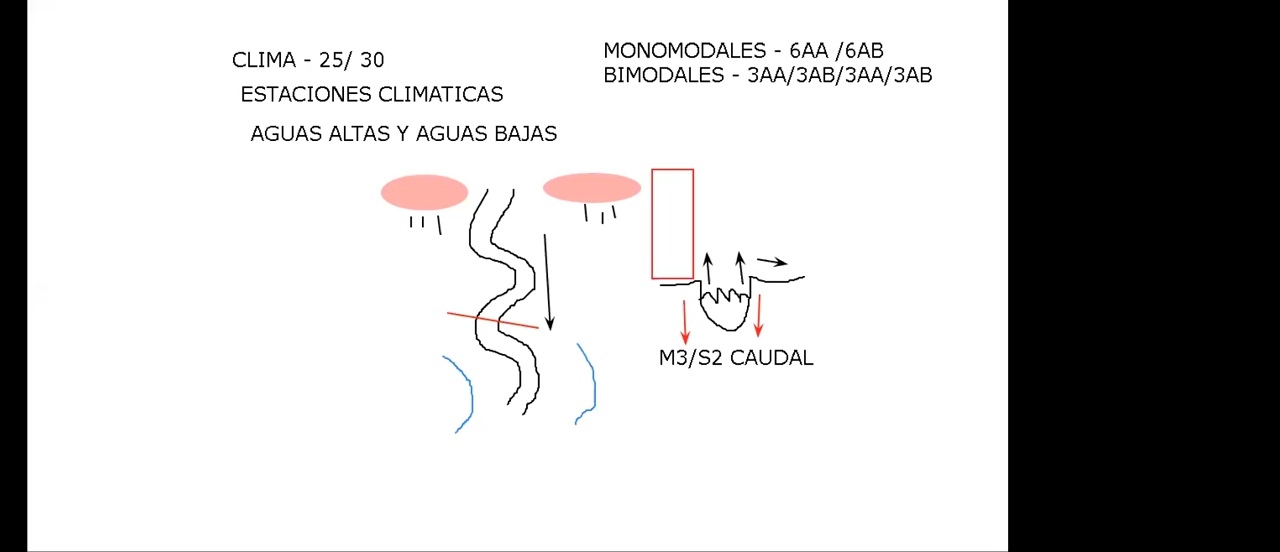 CLIMA - 25/ 30
ESTACIONES CLIMATICAS
AGUAS ALTAS Y AGUAS BAJAS
MONOMODALES - 6AA /6AB
BIMODALES - 3AA/3AB/3AA/3AB
M3/S2 CAUDAL